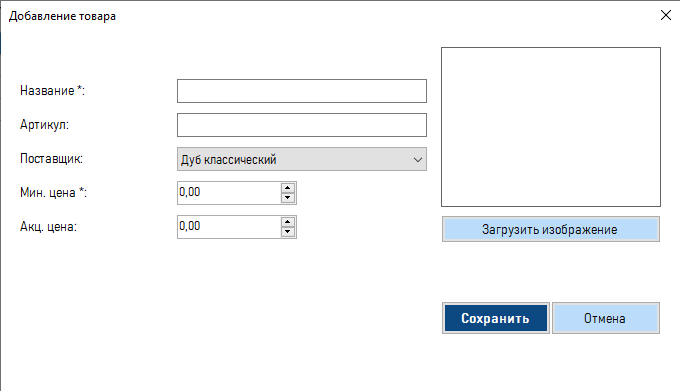 Добавление товара
Название *:
Артикул:
Поставщик:
Дуб классический
Мин. цена *:
0,00
Акц. цена:
0,00
Загрузить изображение
Сохранить
Отмена